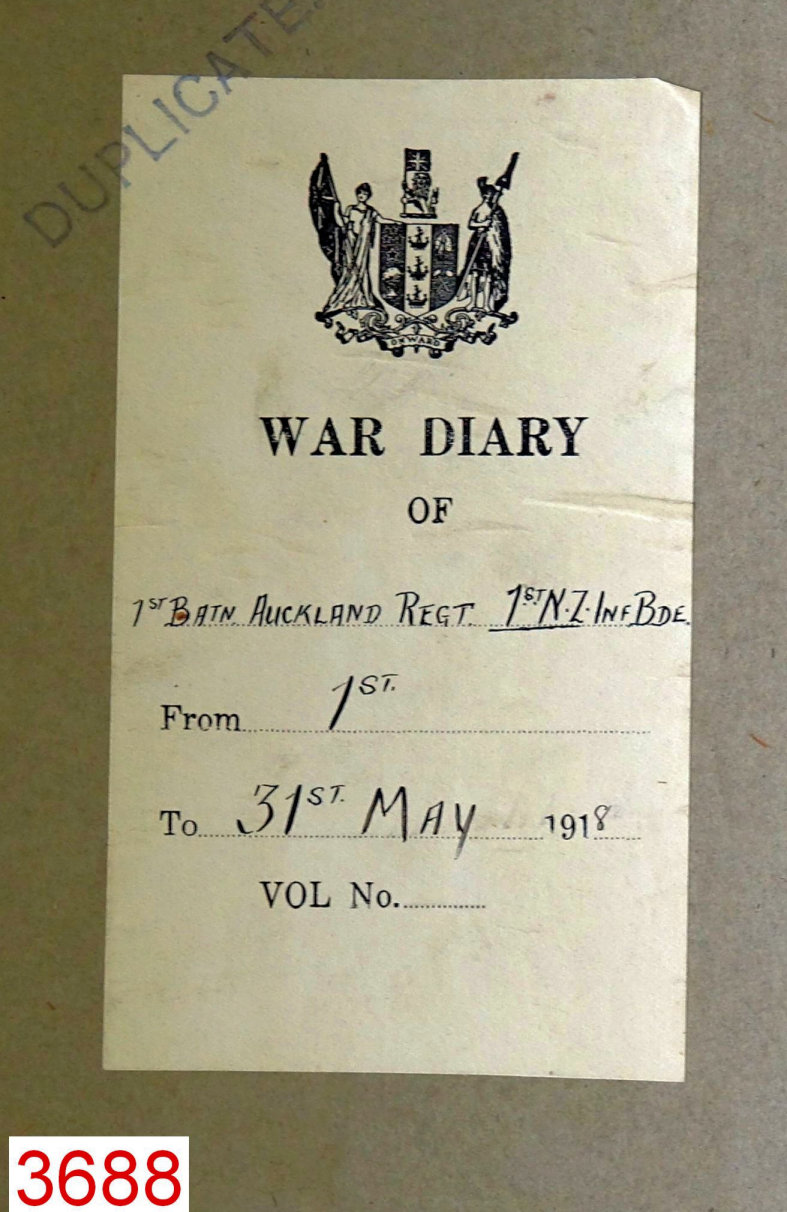 DUPLICATE
ONWARD
WAR DIARY
OF
1ST BATN. AUCKLAND REGT. 1ST N.Z. INF BDE.
From 1ST.
To 31ST. MAY 1918
VOL No.
3688